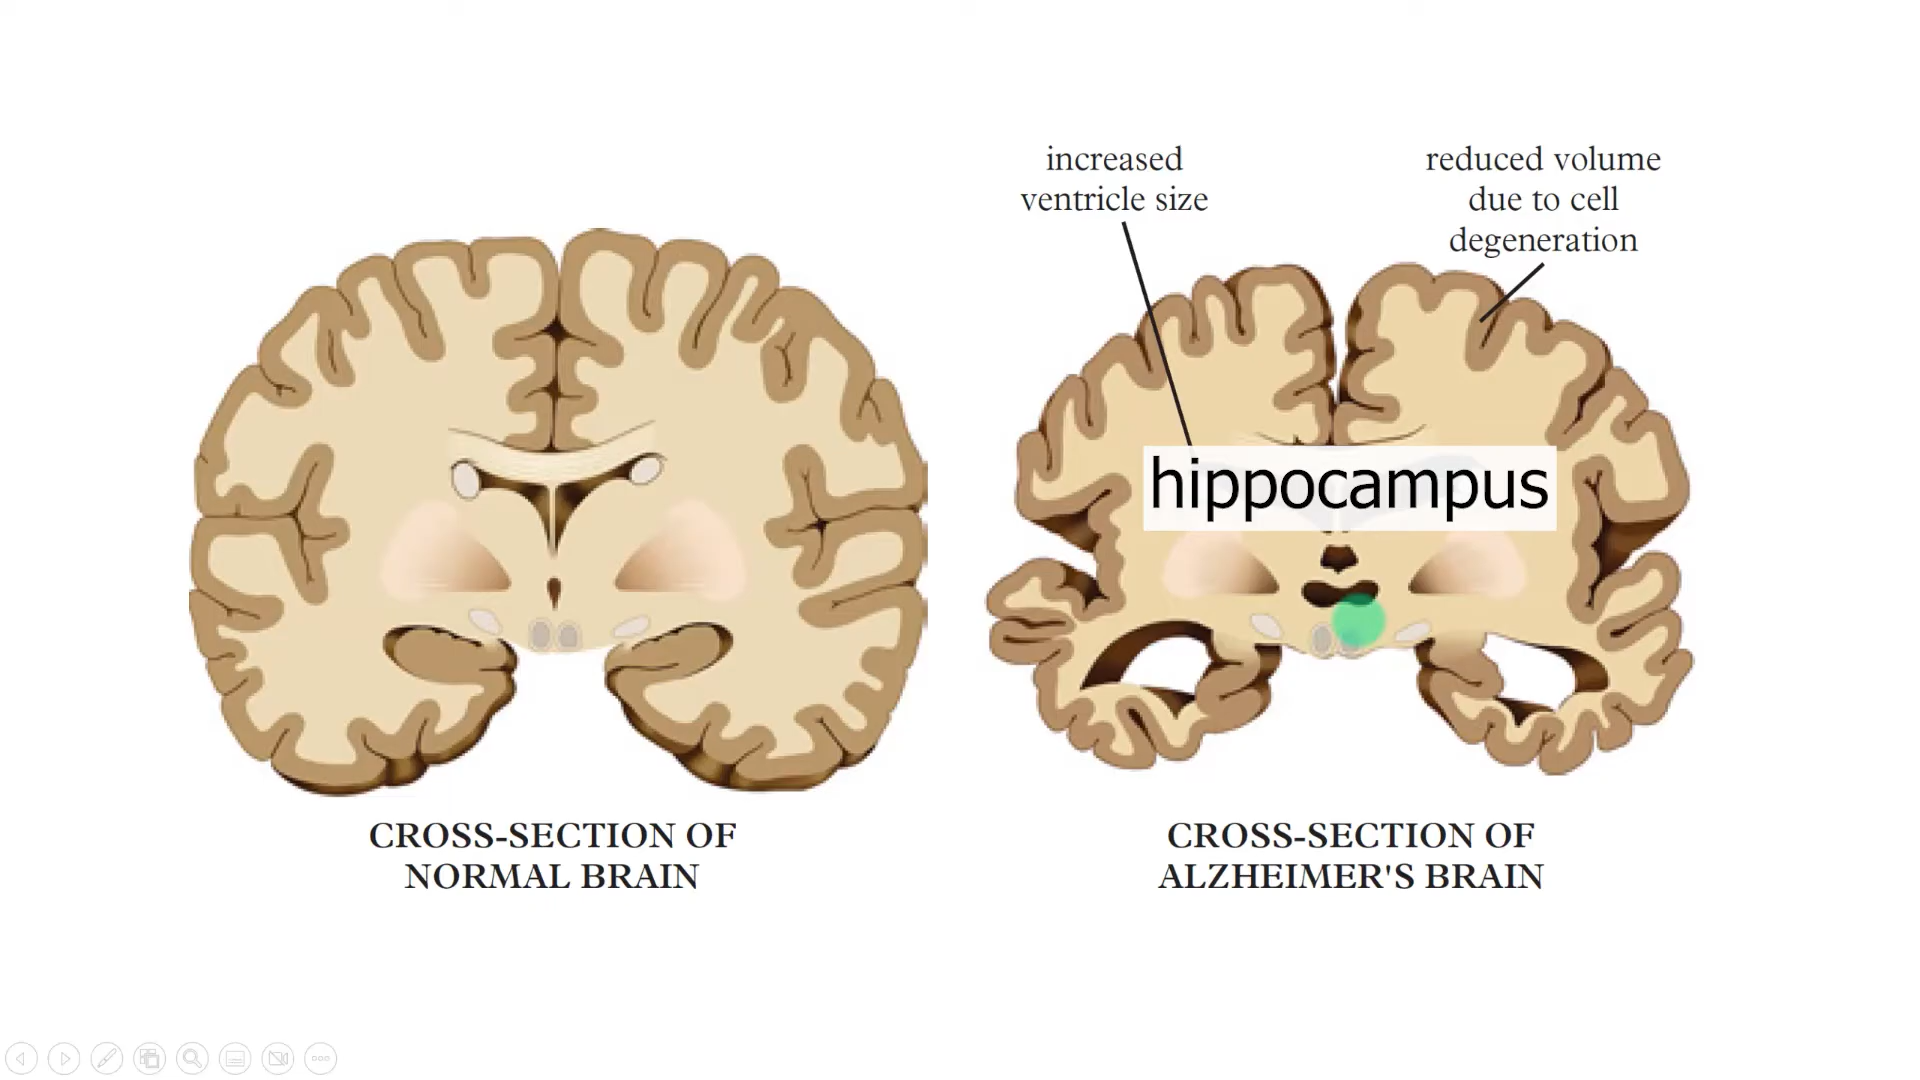 increased
ventricle size
reduced volume
due to cell
degeneration
hippocampus
CROSS-SECTION OF
NORMAL BRAIN
CROSS-SECTION OF
ALZHEIMER'S BRAIN